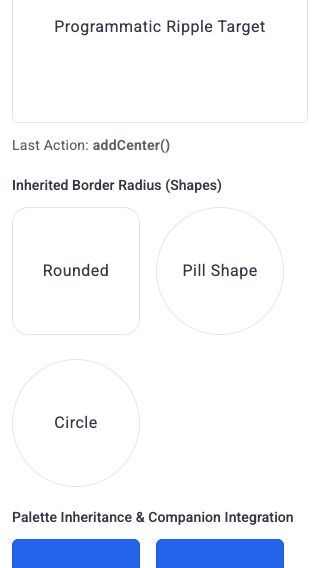 Programmatic Ripple Target
Last Action: addCenter()
Inherited Border Radius (Shapes)
Rounded
Pill Shape
Circle
Palette Inheritance & Companion Integration